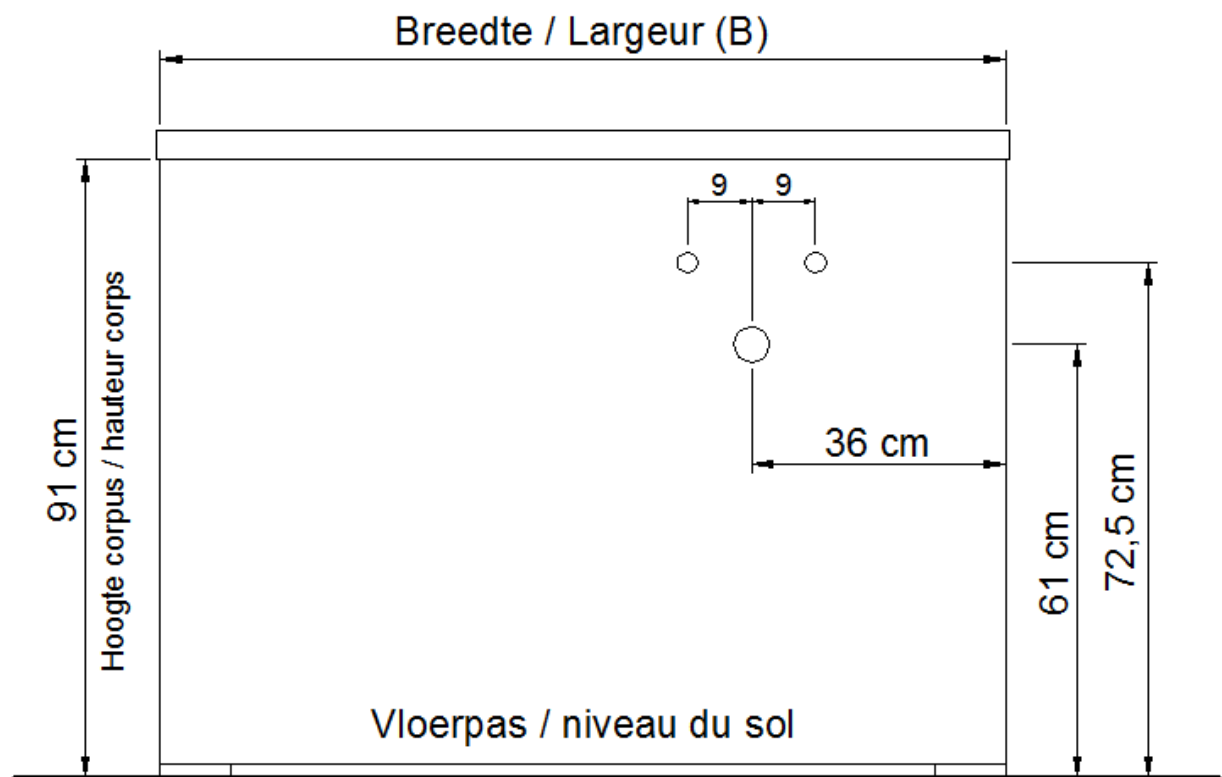 Breedte / Largeur (B)
9
9
91 cm
Hoogte corpus / hauteur corps
36 cm
61 cm
72,5 cm
Vloerpas / niveau du sol